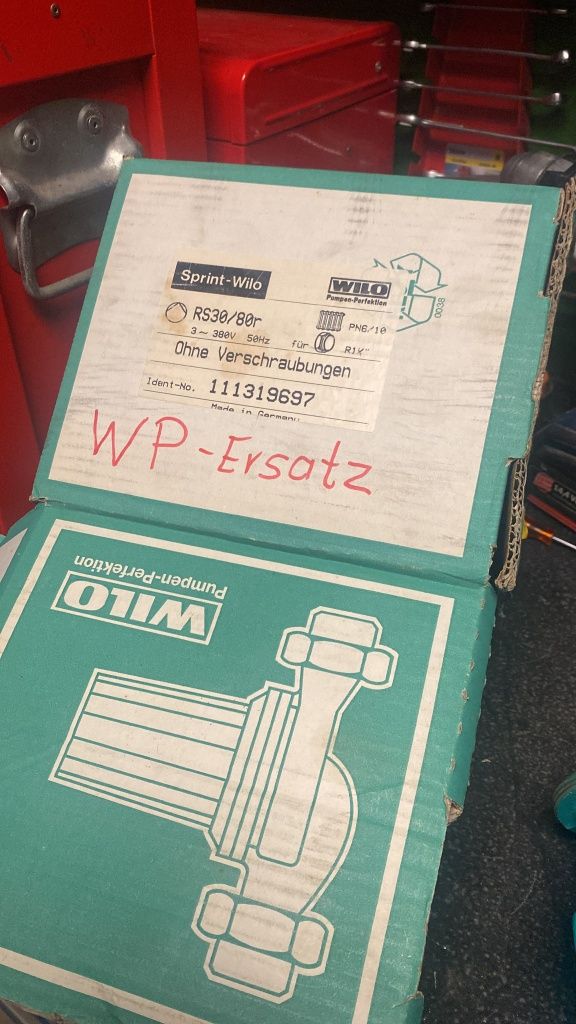 Sprint-Wilo
WILO
Pumpen-Perfektion
RS30/80r
PN6/10
3~ 380V 50Hz
für
R1¼"
Ohne Verschraubungen
Ident-No. 111319697
Made in Germany
0038
WP-Ersatz
WILO
Pumpen-Perfektion